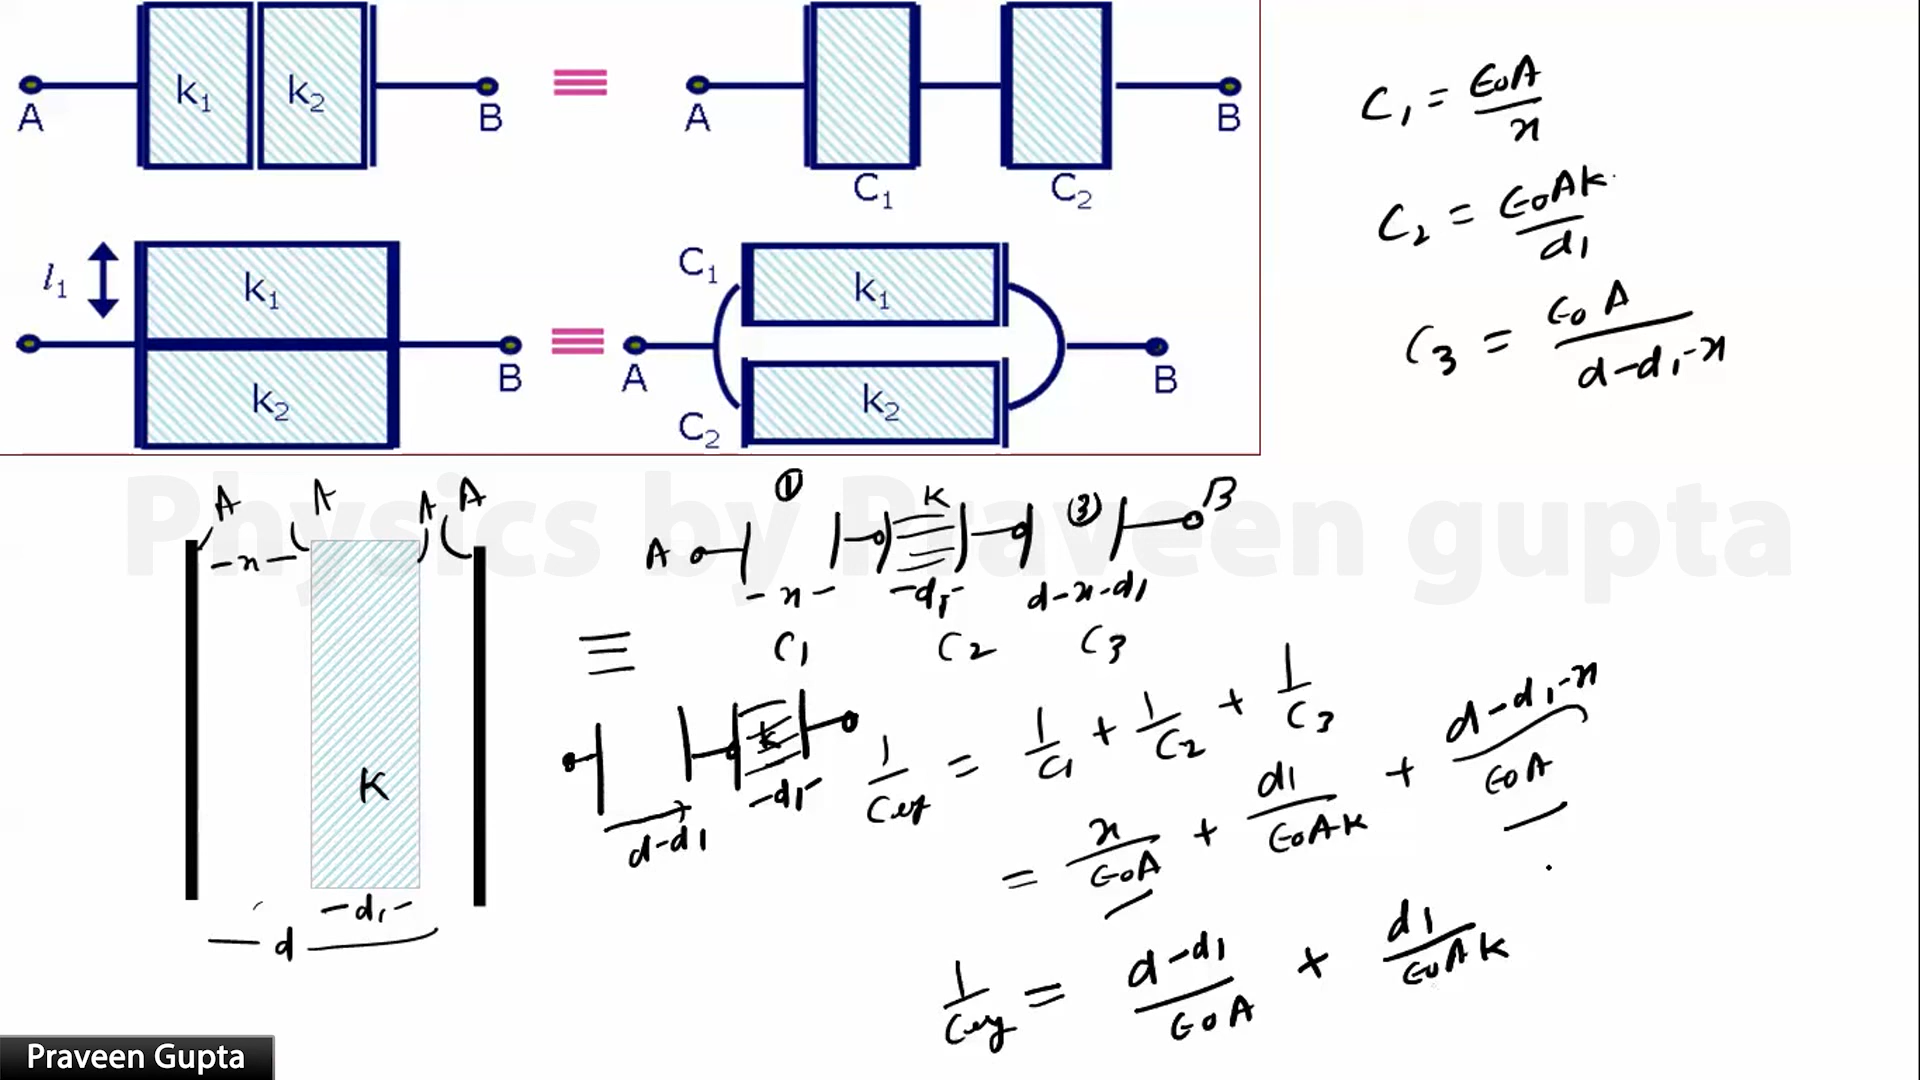 k₁ k₂
A B
≡
A B
C₁ C₂
l₁
k₁
k₂
B
≡
A
C₁ k₁
C₂ k₂
B
C₁ = ε₀A/x
C₂ = ε₀AK/d₁
C₃ = ε₀A/(d-d₁-x)
Physics by Praveen gupta
A A A A
-x-
K
-d₁-
d
≡
① K ③
A B
-x- -d₁- d-x-d₁
C₁ C₂ C₃
k
d-d₁ -d₁-
1/Ceq = 1/C₁ + 1/C₂ + 1/C₃
= x/ε₀A + d₁/ε₀AK + (d-d₁-x)/ε₀A
1/Ceq = (d-d₁)/ε₀A + d₁/ε₀AK
Praveen Gupta